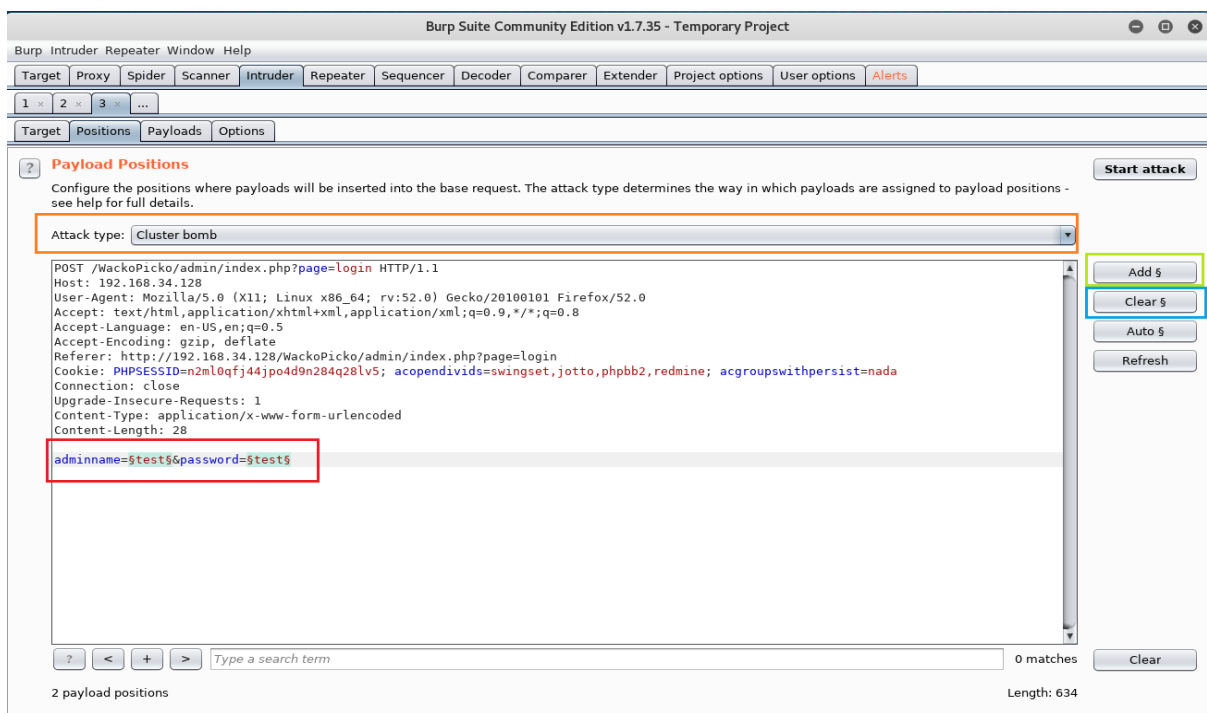 Burp Suite Community Edition v1.7.35 - Temporary Project
Burp Intruder Repeater Window Help
Target Proxy Spider Scanner Intruder Repeater Sequencer Decoder Comparer Extender Project options User options Alerts
1 × 2 × 3 × ...
Target Positions Payloads Options
? Payload Positions
Start attack
Configure the positions where payloads will be inserted into the base request. The attack type determines the way in which payloads are assigned to payload positions -
see help for full details.
Attack type: Cluster bomb
POST /WackoPicko/admin/index.php?page=login HTTP/1.1
Host: 192.168.34.128
User-Agent: Mozilla/5.0 (X11; Linux x86_64; rv:52.0) Gecko/20100101 Firefox/52.0
Accept: text/html,application/xhtml+xml,application/xml;q=0.9,*/*;q=0.8
Accept-Language: en-US,en;q=0.5
Accept-Encoding: gzip, deflate
Referer: http://192.168.34.128/WackoPicko/admin/index.php?page=login
Cookie: PHPSESSID=n2ml0qfj44jpo4d9n284q28lv5; acopendivids=swingset,jotto,phpbb2,redmine; acgroupswithpersist=nada
Connection: close
Upgrade-Insecure-Requests: 1
Content-Type: application/x-www-form-urlencoded
Content-Length: 28
adminname=§test§&password=§test§
Add §
Clear §
Auto §
Refresh
? < + > Type a search term 0 matches Clear
2 payload positions Length: 634